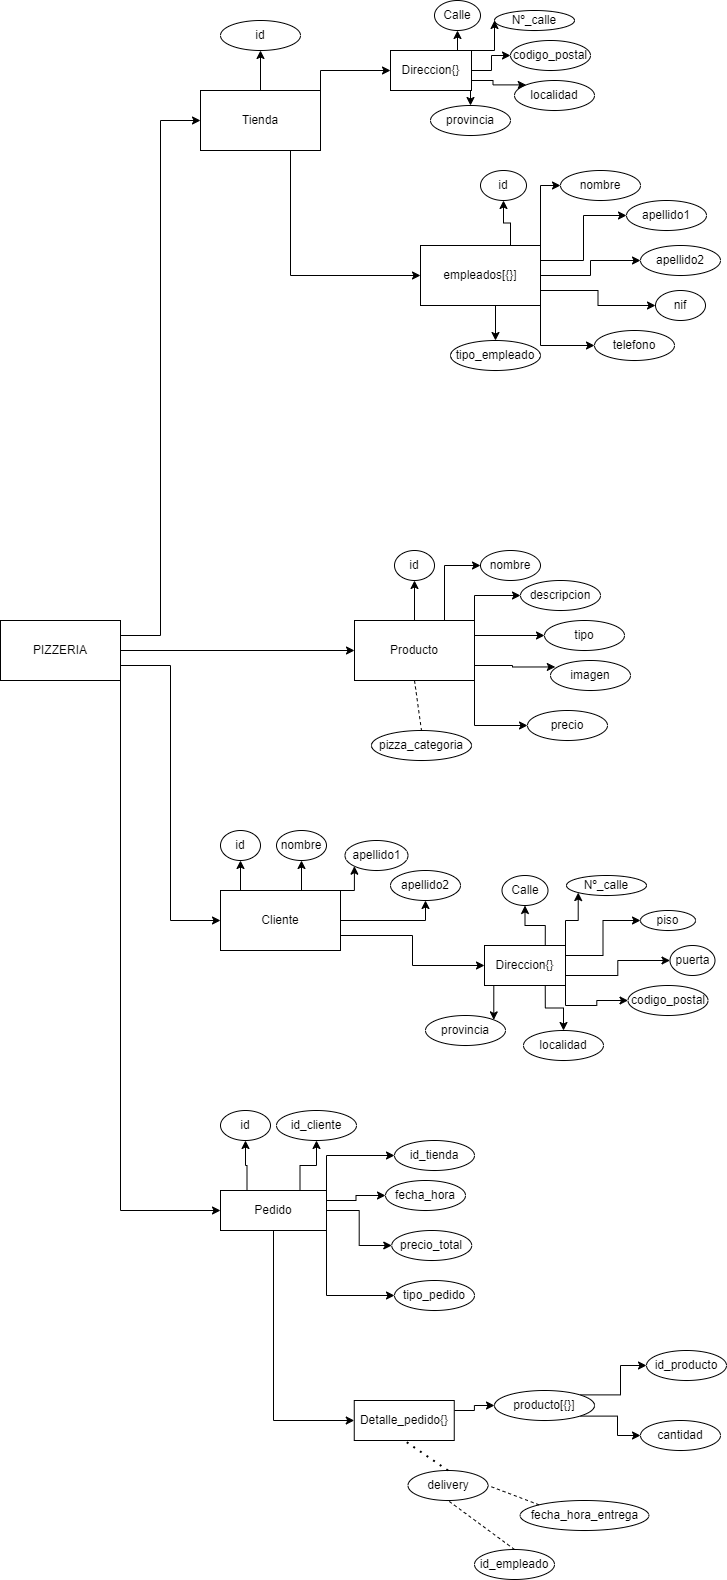 Calle
Nº_calle
id
codigo_postal
Direccion{}
localidad
Tienda
provincia
id
nombre
apellido1
apellido2
empleados[{}]
nif
telefono
tipo_empleado
id
nombre
descripcion
tipo
PIZZERIA
Producto
imagen
precio
pizza_categoria
id
nombre
apellido1
apellido2
Calle
Nº_calle
Cliente
piso
Direccion{}
puerta
codigo_postal
provincia
localidad
id
id_cliente
id_tienda
fecha_hora
Pedido
precio_total
tipo_pedido
id_producto
producto[{}]
Detalle_pedido{}
cantidad
delivery
fecha_hora_entrega
id_empleado